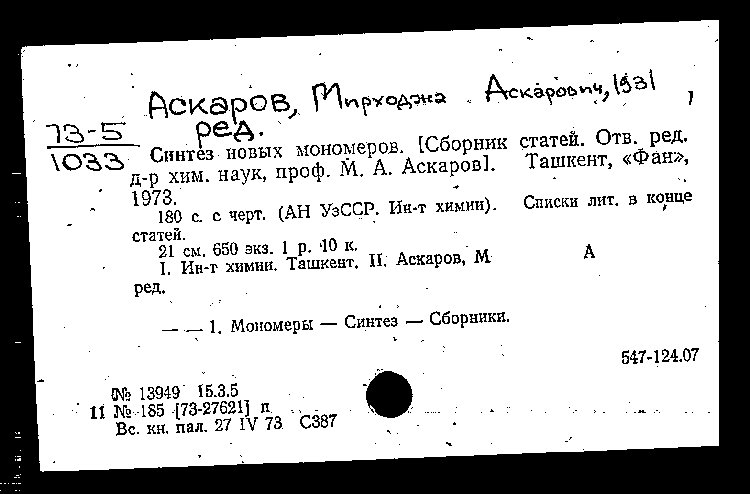 Аскаров, Мирходжа Аскарович, 1931,
ред.
73-5
1033
Синтез новых мономеров. [Сборник статей. Отв. ред.
д-р хим. наук, проф. М. А. Аскаров]. Ташкент, «Фан»,
1973.
180 с. с черт. (АН УзССР. Ин-т химии). Списки лит. в конце
статей.
21 см. 650 экз. 1 р. 10 к.
I. Ин-т химии. Ташкент. II. Аскаров, М А
ред.
— — 1. Мономеры — Синтез — Сборники.
547-124.07
№ 13949 15.3.5
11 № 185 [73-27621] п
Вс. кн. пал. 27 IV 73 С387